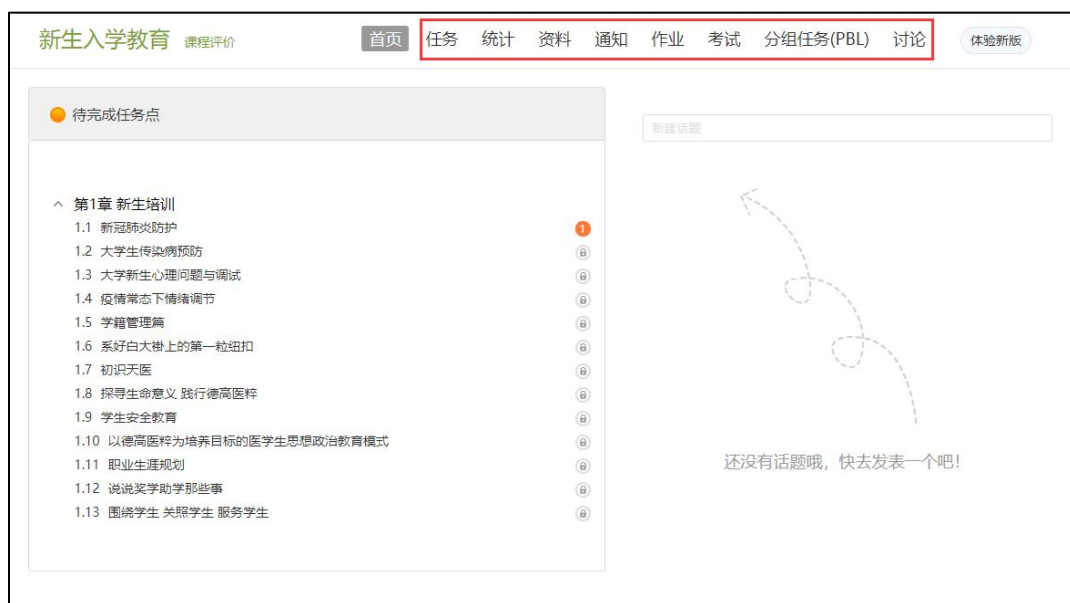 新生入学教育 课程评价 首页 任务 统计 资料 通知 作业 考试 分组任务(PBL) 讨论 体验新版
待完成任务点
新建话题
第1章 新生培训
1.1 新冠肺炎防护 1
1.2 大学生传染病预防
1.3 大学新生心理问题与调试
1.4 疫情常态下情绪调节
1.5 学籍管理篇
1.6 系好白大褂上的第一粒纽扣
1.7 初识天医
1.8 探寻生命意义 践行德高医粹
1.9 学生安全教育
1.10 以德高医粹为培养目标的医学生思想政治教育模式
1.11 职业生涯规划
1.12 说说奖学助学那些事
1.13 围绕学生 关照学生 服务学生
还没有话题哦，快去发表一个吧！